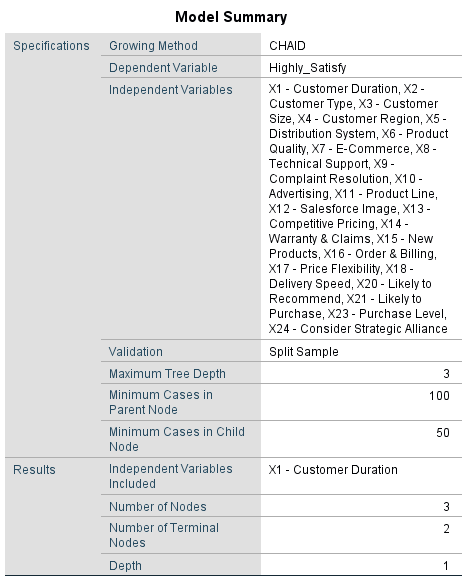 Model Summary
Specifications Growing Method CHAID
Dependent Variable Highly_Satisfy
Independent Variables X1 - Customer Duration, X2 -
Customer Type, X3 - Customer
Size, X4 - Customer Region, X5 -
Distribution System, X6 - Product
Quality, X7 - E-Commerce, X8 -
Technical Support, X9 -
Complaint Resolution, X10 -
Advertising, X11 - Product Line,
X12 - Salesforce Image, X13 -
Competitive Pricing, X14 -
Warranty & Claims, X15 - New
Products, X16 - Order & Billing,
X17 - Price Flexibility, X18 -
Delivery Speed, X20 - Likely to
Recommend, X21 - Likely to
Purchase, X23 - Purchase Level,
X24 - Consider Strategic Alliance
Validation Split Sample
Maximum Tree Depth 3
Minimum Cases in 100
Parent Node
Minimum Cases in Child 50
Node
Results Independent Variables X1 - Customer Duration
Included
Number of Nodes 3
Number of Terminal 2
Nodes
Depth 1